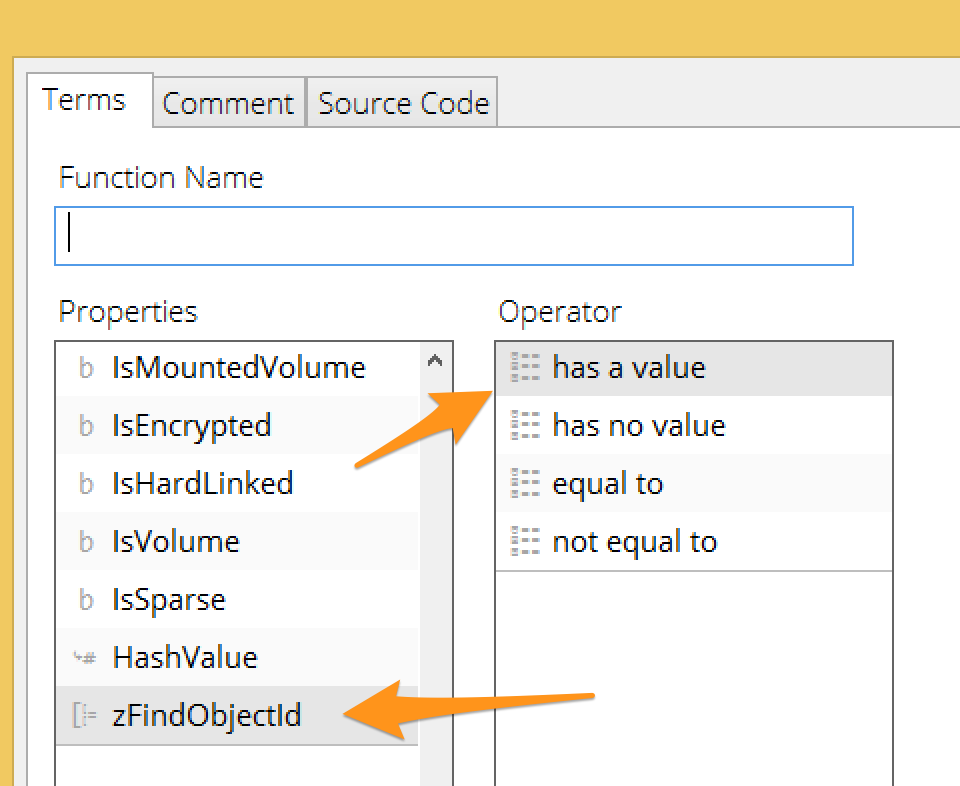 Terms Comment Source Code
Function Name
Properties
b IsMountedVolume
b IsEncrypted
b IsHardLinked
b IsVolume
b IsSparse
HashValue
zFindObjectId
Operator
has a value
has no value
equal to
not equal to